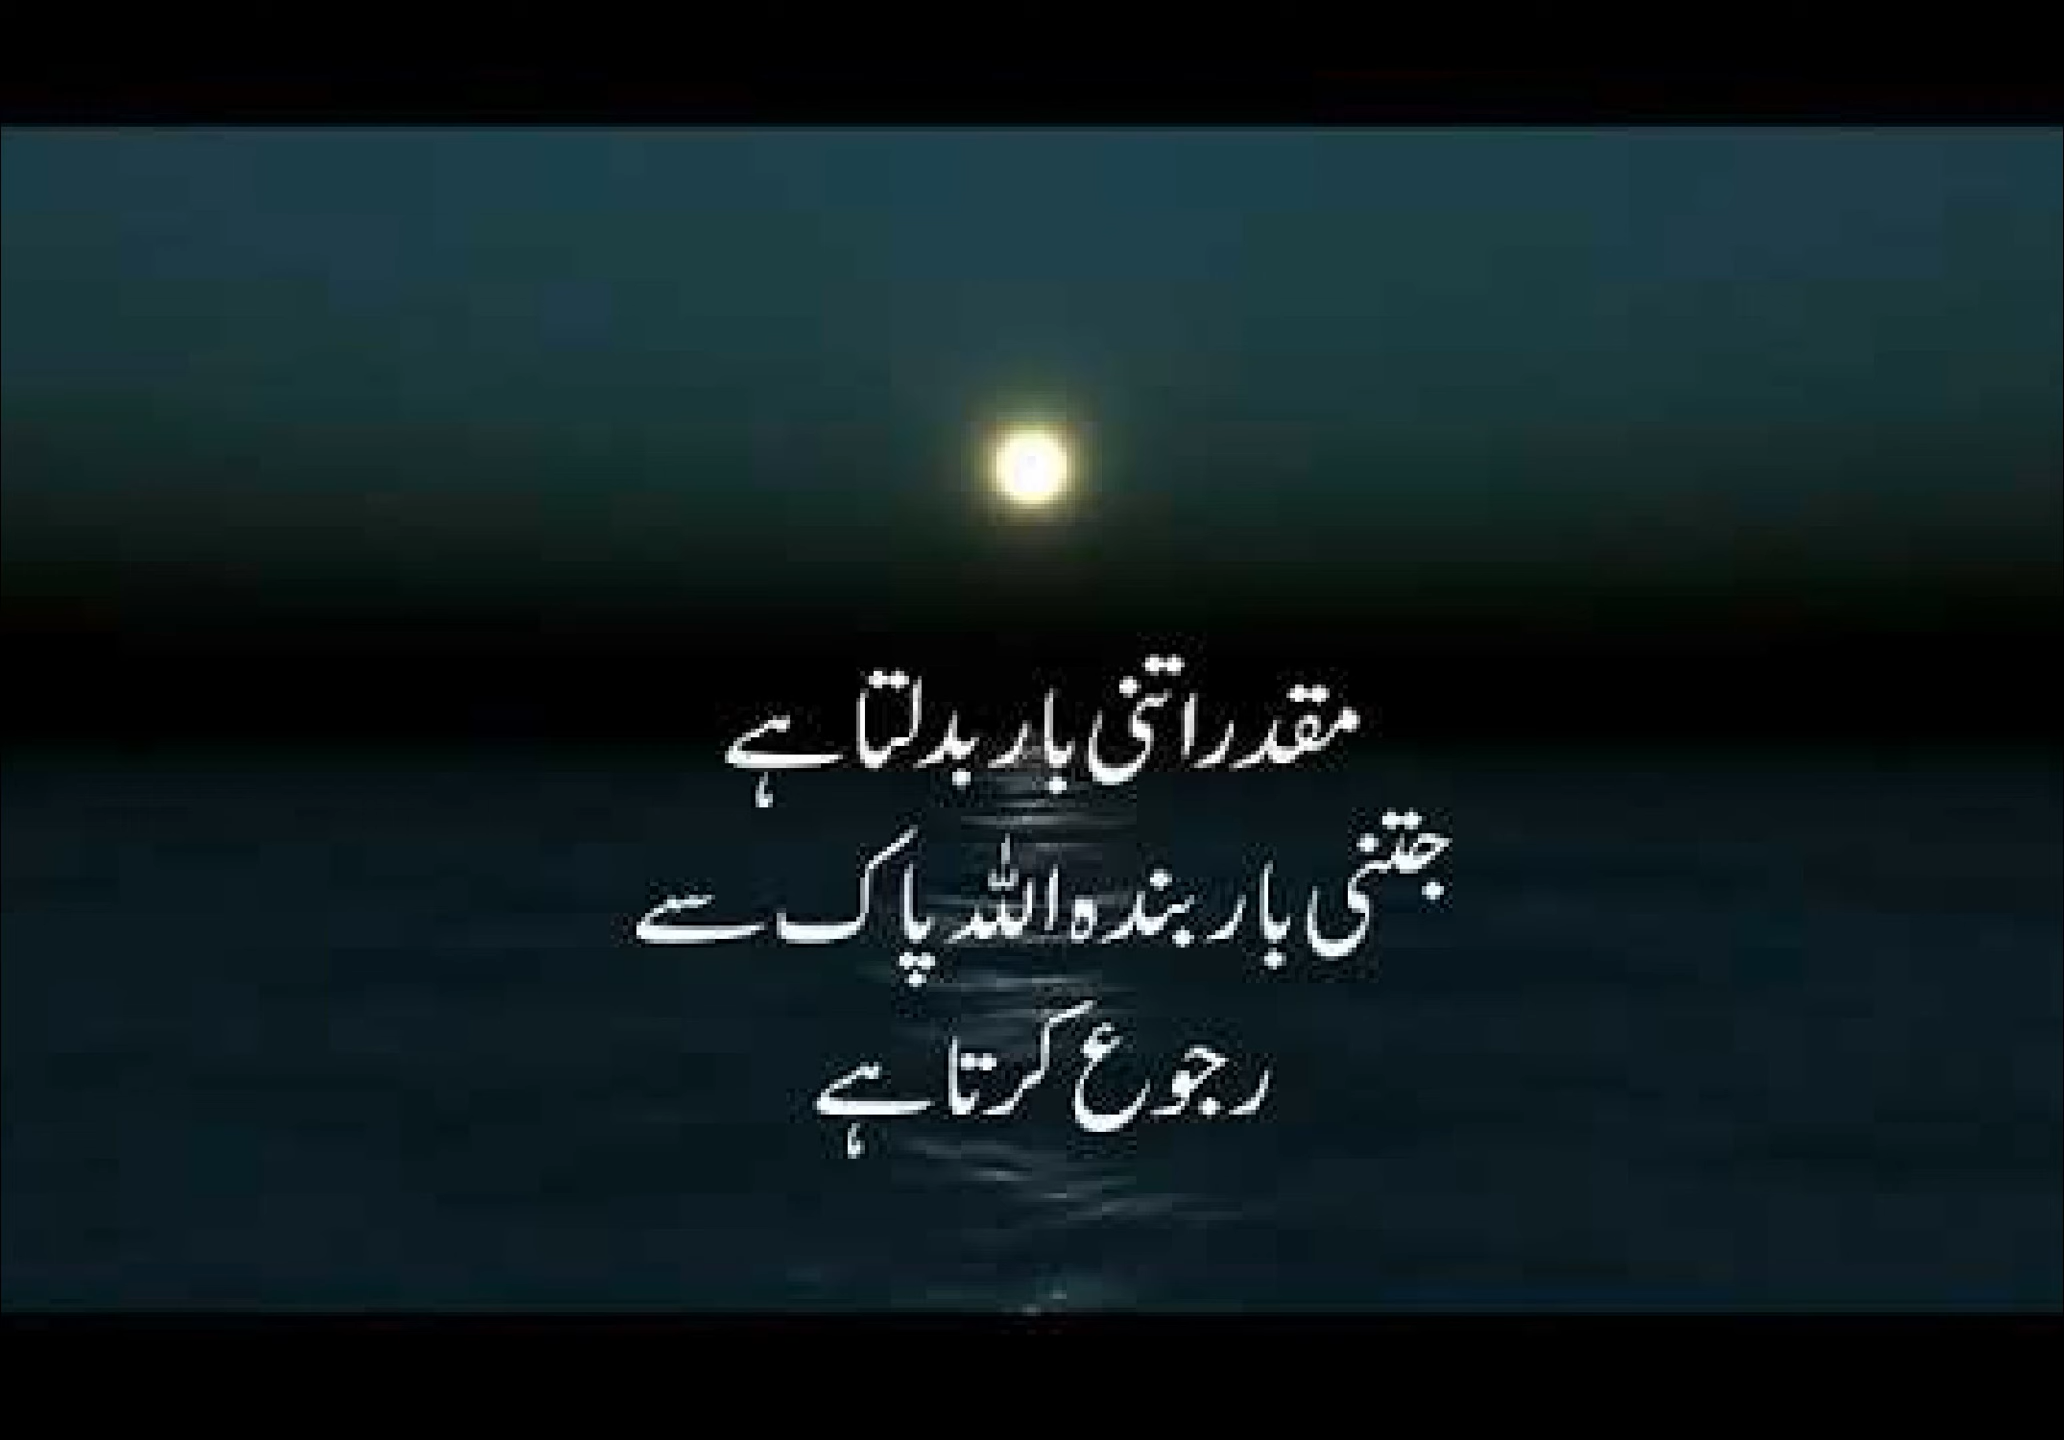 مقدر اتنی بار بدلتا ہے
جتنی بار بندہ اللہ پاک سے
رجوع کرتا ہے